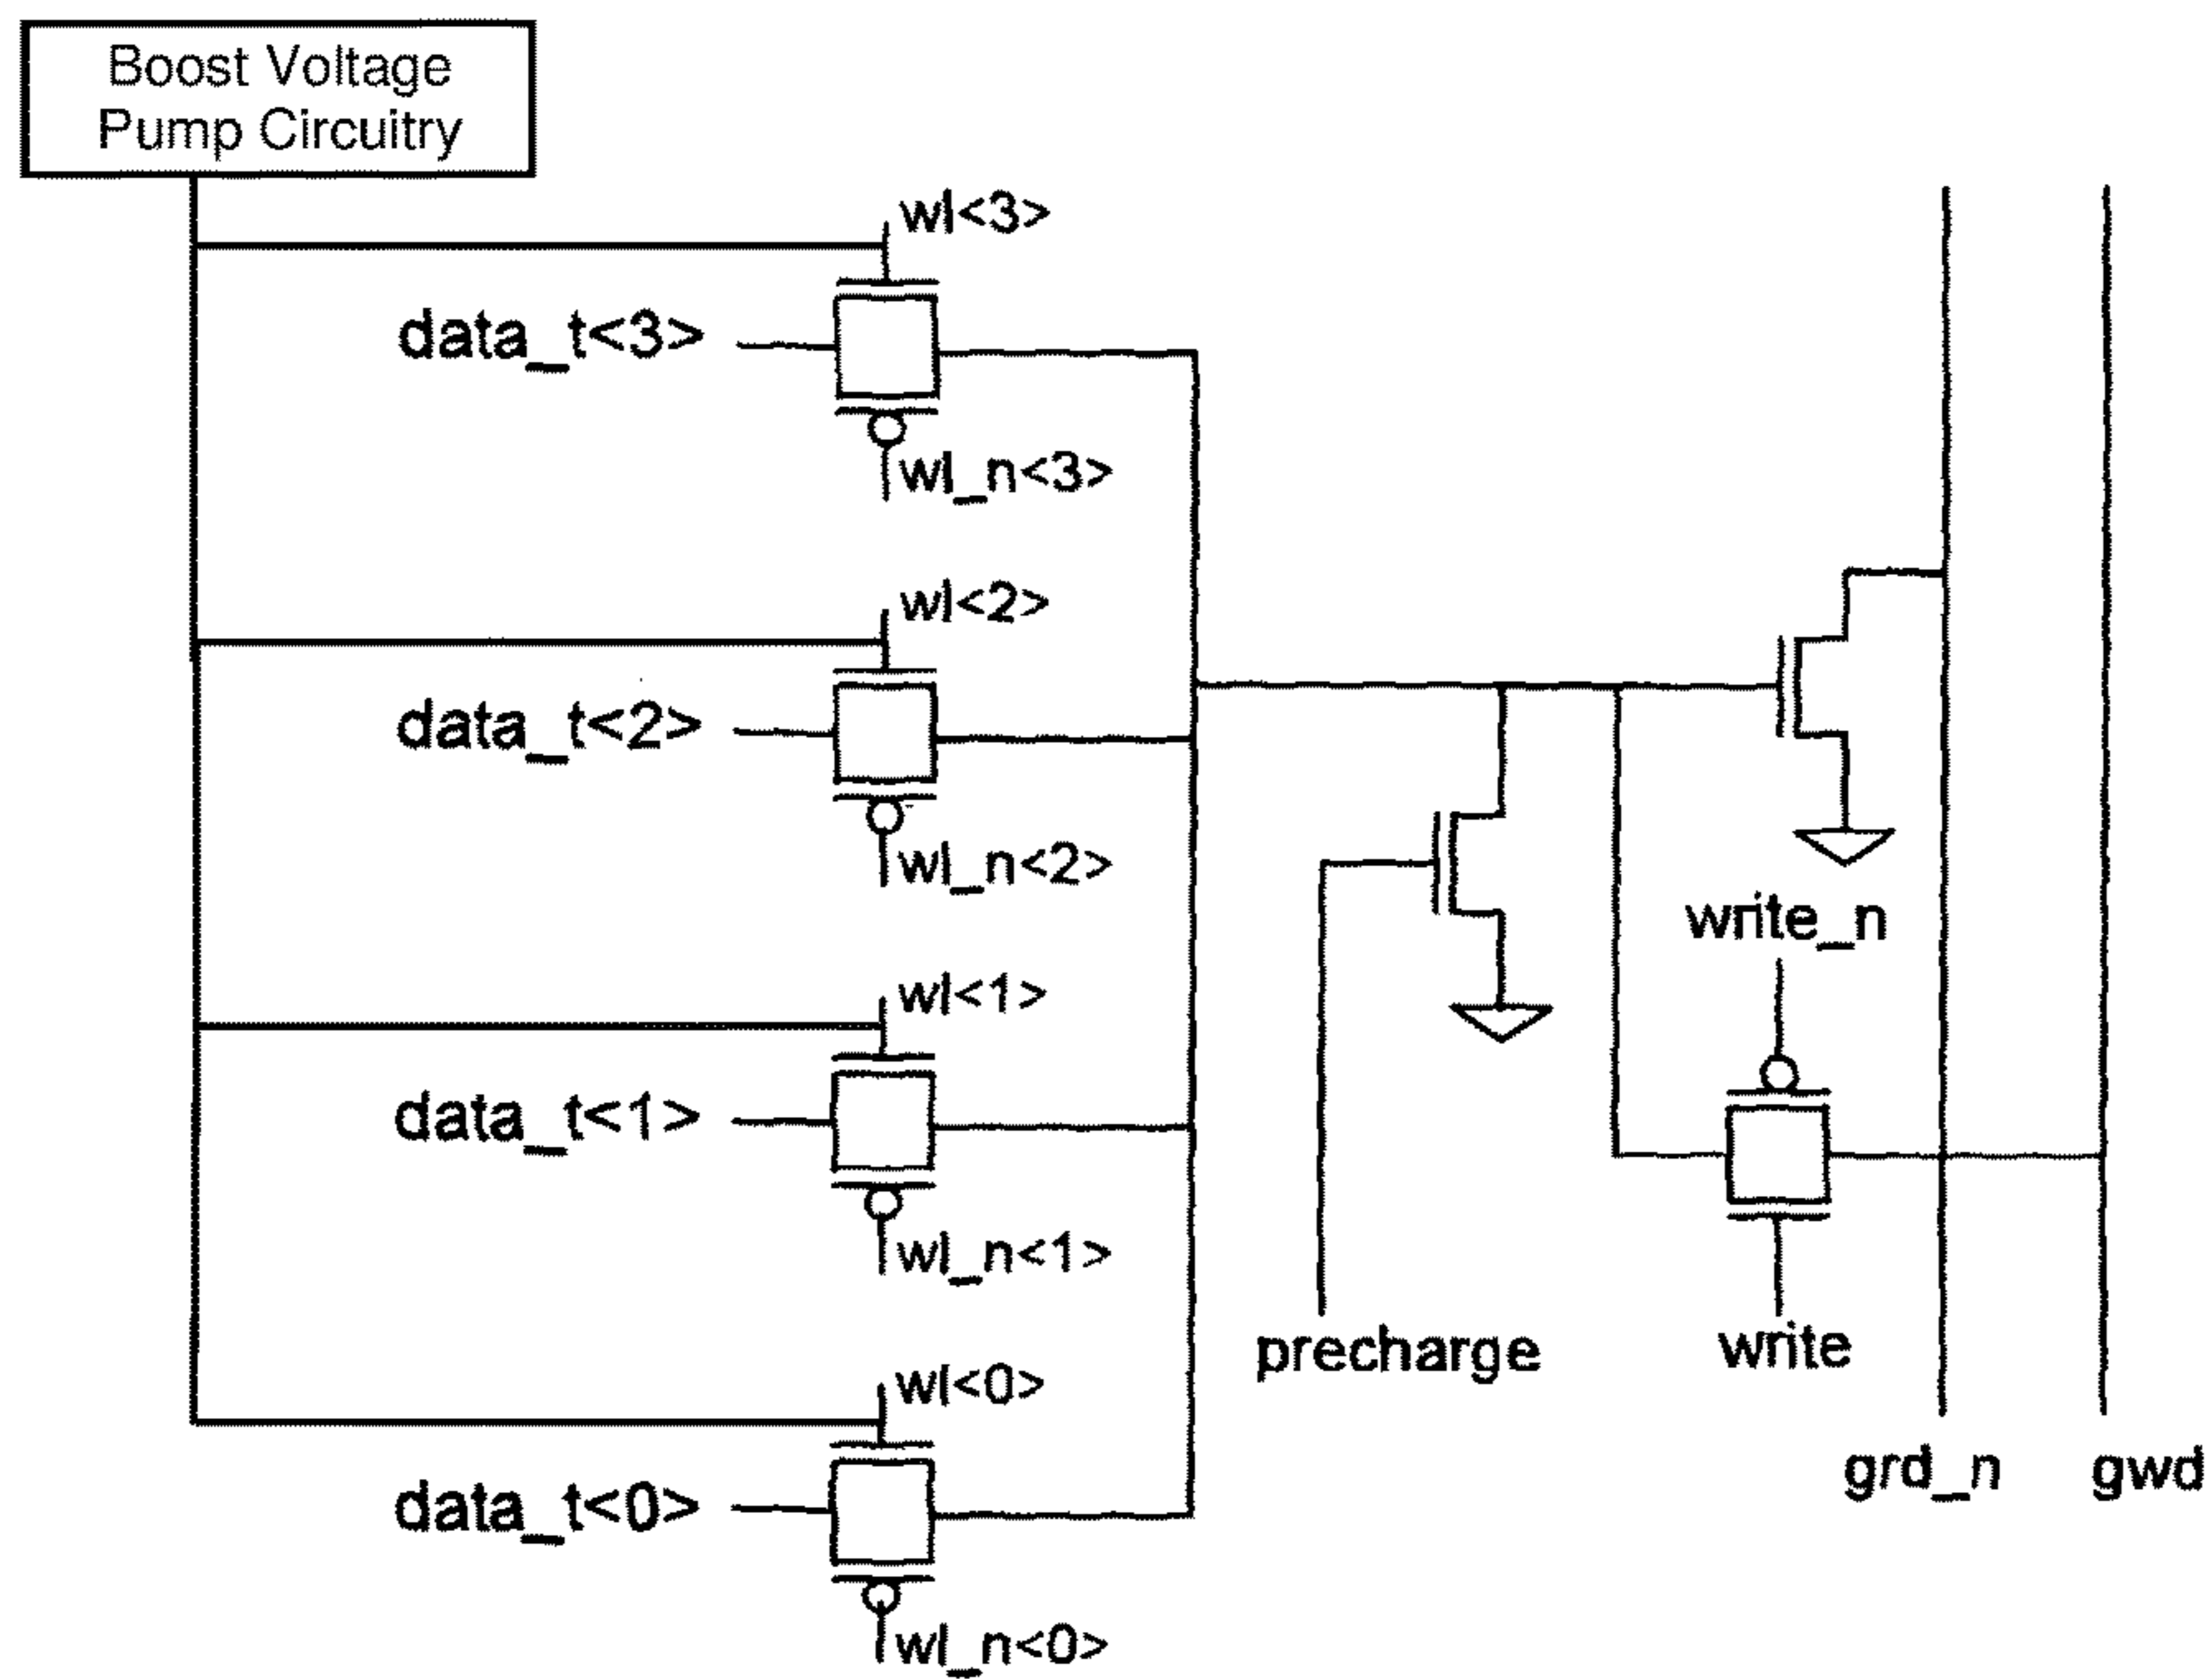 Boost Voltage
Pump Circuitry
wl<3>
data_t<3>
wl_n<3>
wl<2>
data_t<2>
wl_n<2>
write_n
wl<1>
data_t<1>
wl_n<1>
precharge
write
wl<0>
grd_n
gwd
data_t<0>
wl_n<0>